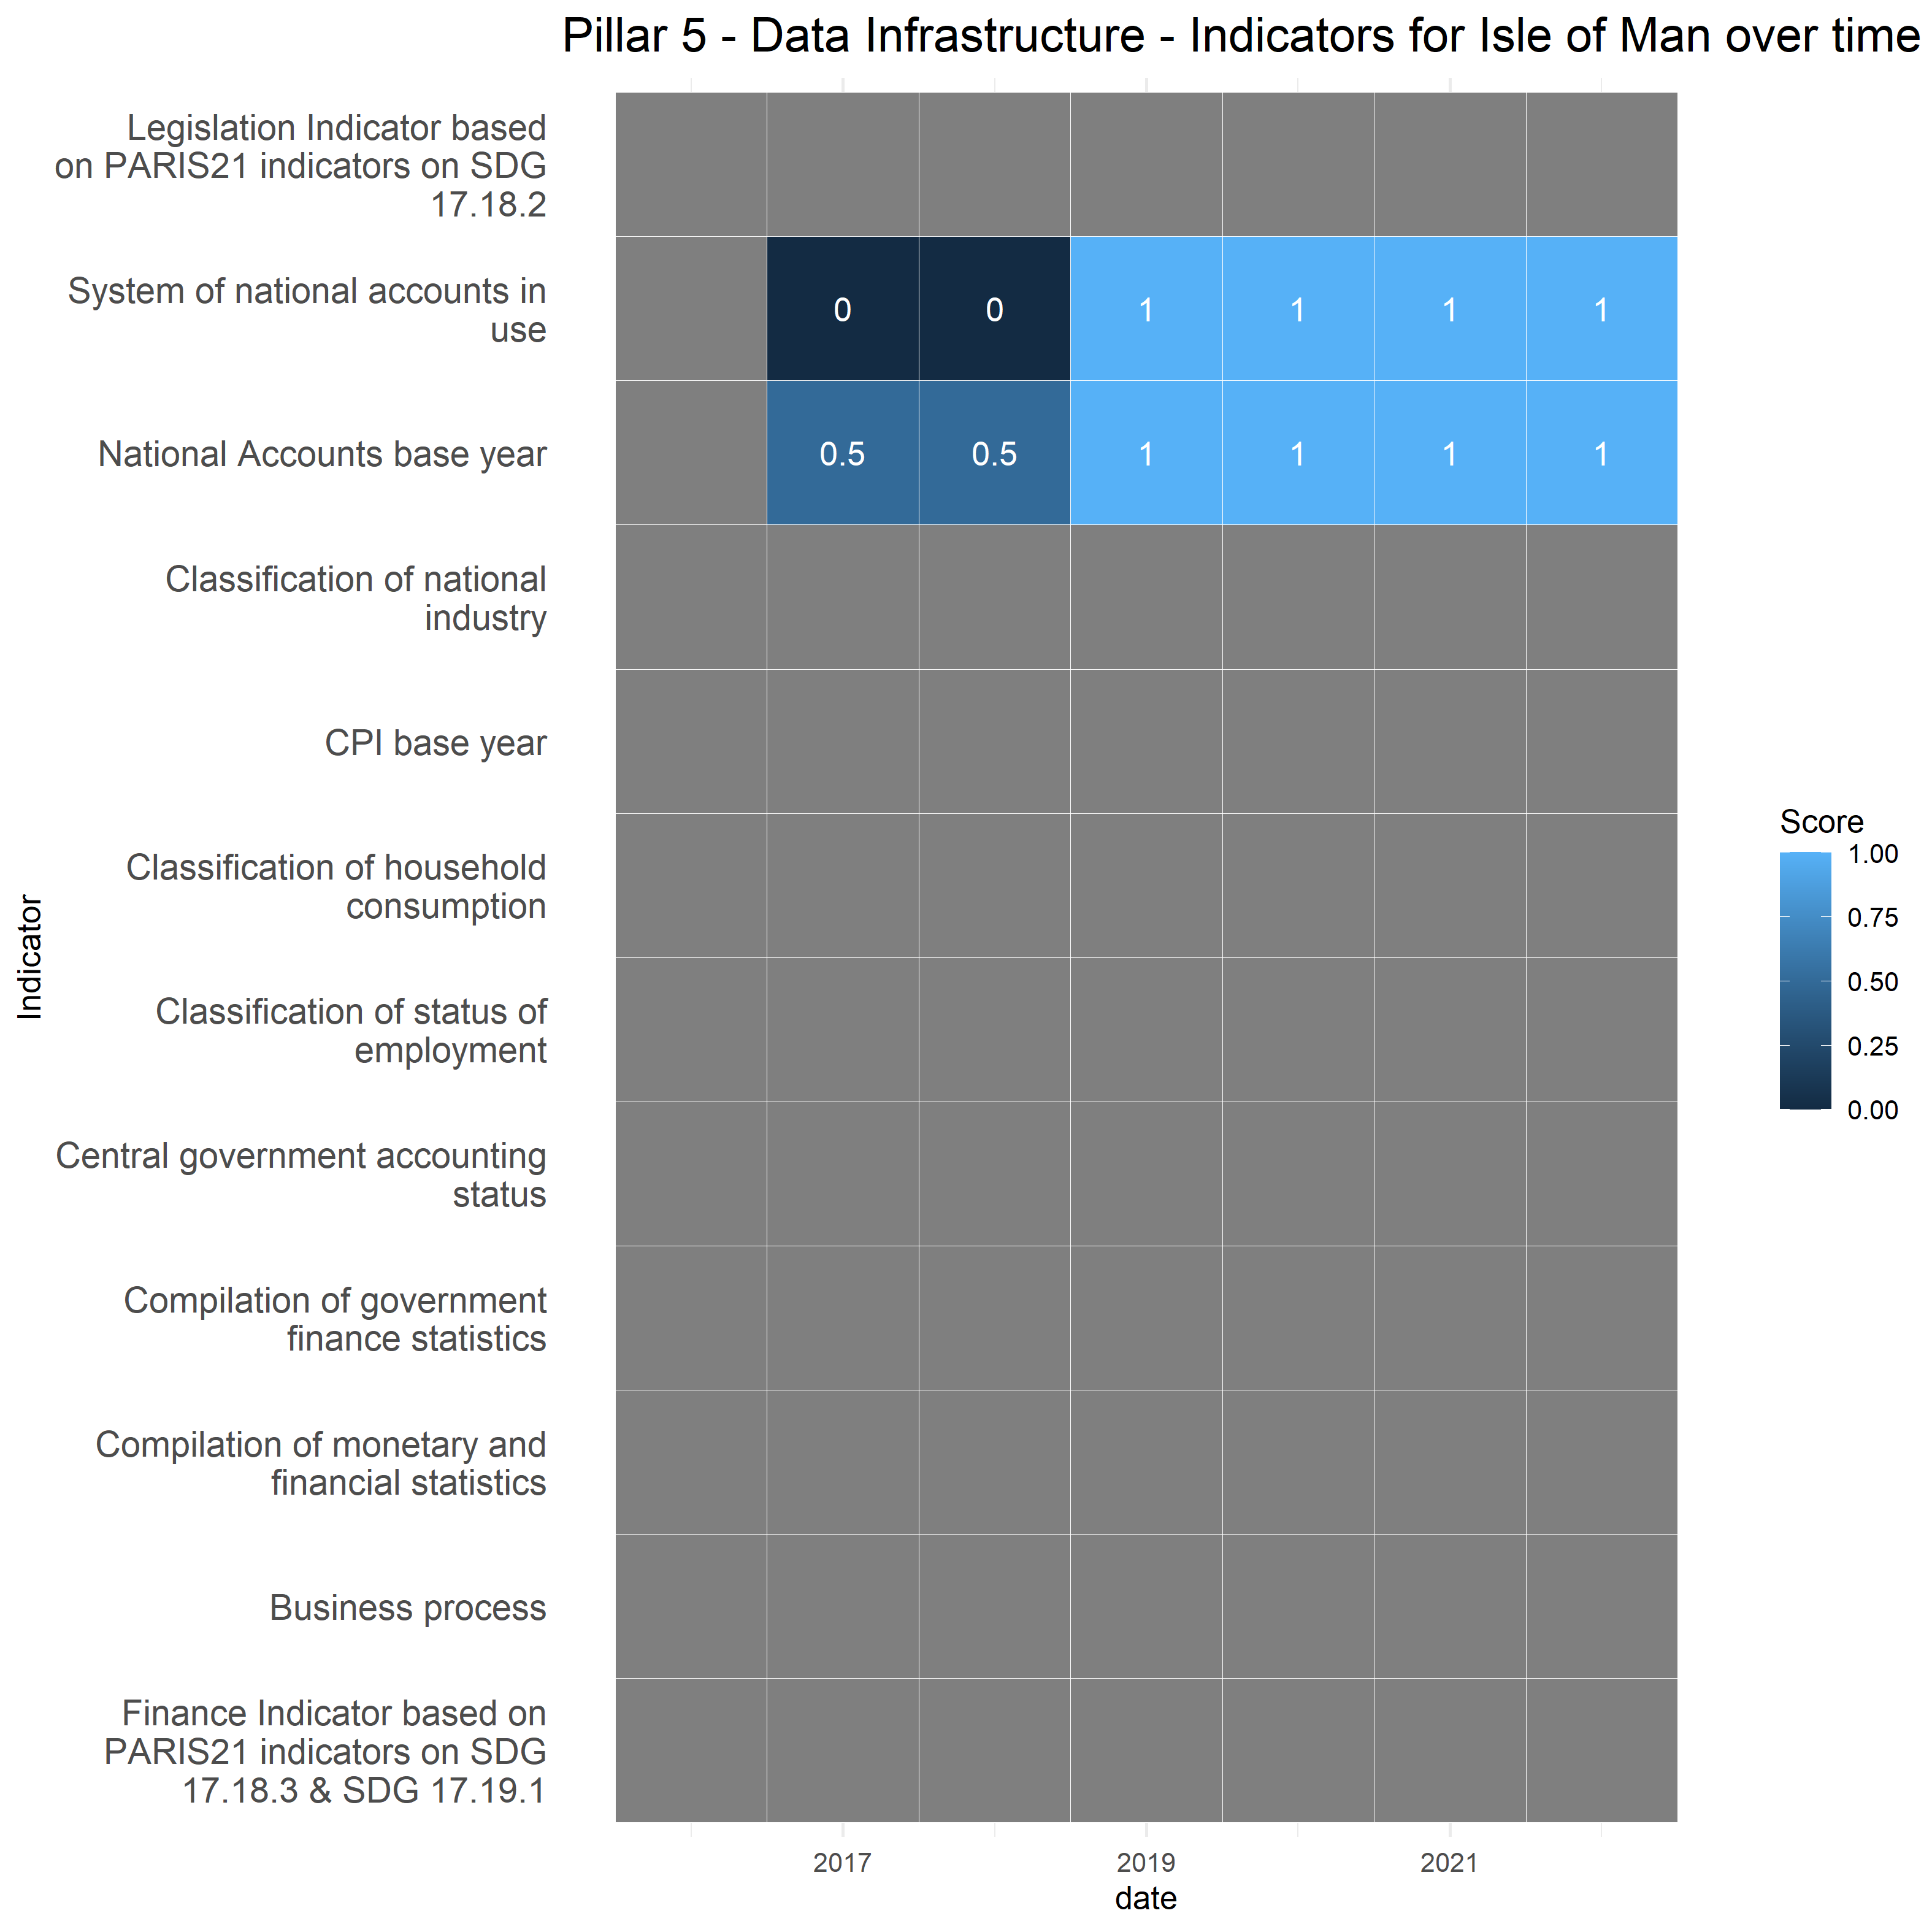 Pillar 5 - Data Infrastructure - Indicators for Isle of Man over time
Legislation Indicator based
on PARIS21 indicators on SDG
17.18.2
System of national accounts in
use
0 0 1 1 1 1
National Accounts base year
0.5 0.5 1 1 1 1
Classification of national
industry
CPI base year
Classification of household
consumption
Classification of status of
employment
Central government accounting
status
Compilation of government
finance statistics
Compilation of monetary and
financial statistics
Business process
Finance Indicator based on
PARIS21 indicators on SDG
17.18.3 & SDG 17.19.1
Indicator
2017 2019 2021
date
Score
1.00
0.75
0.50
0.25
0.00